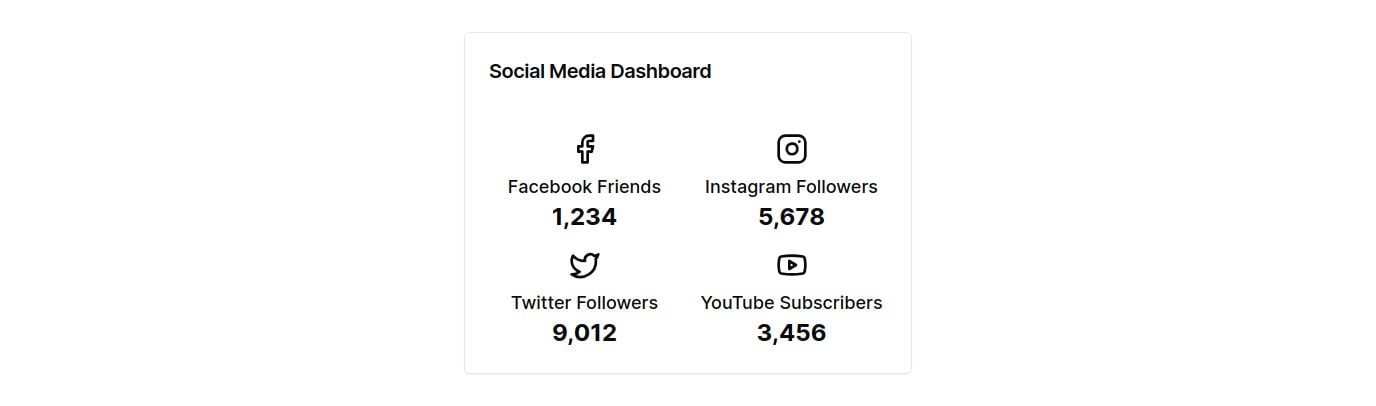 Social Media Dashboard
Facebook Friends
1,234
Instagram Followers
5,678
Twitter Followers
9,012
YouTube Subscribers
3,456